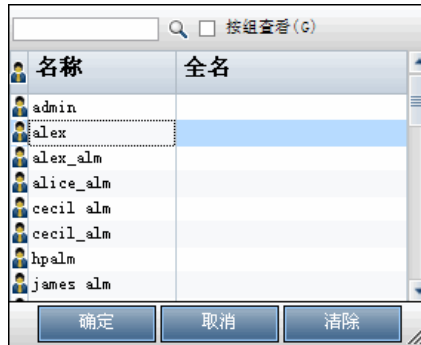 按组查看(G)
名称 全名
admin
alex
alex_alm
alice_alm
cecil alm
cecil_alm
hpalm
james alm
确定 取消 清除